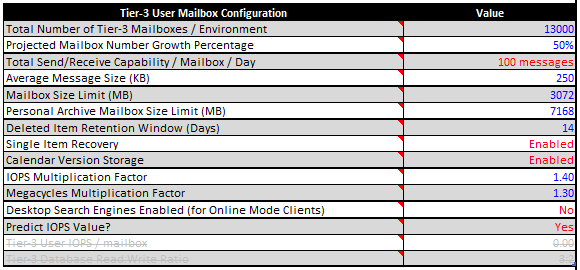 Tier-3 User Mailbox Configuration Value
Total Number of Tier-3 Mailboxes / Environment 13000
Projected Mailbox Number Growth Percentage 50%
Total Send/Receive Capability / Mailbox / Day 100 messages
Average Message Size (KB) 250
Mailbox Size Limit (MB) 3072
Personal Archive Mailbox Size Limit (MB) 7168
Deleted Item Retention Window (Days) 14
Single Item Recovery Enabled
Calendar Version Storage Enabled
IOPS Multiplication Factor 1.40
Megacycles Multiplication Factor 1.30
Desktop Search Engines Enabled (for Online Mode Clients) No
Predict IOPS Value? Yes
Tier-3 User IOPS / mailbox 0.00
Tier-3 Database Read:Write Ratio 3:2